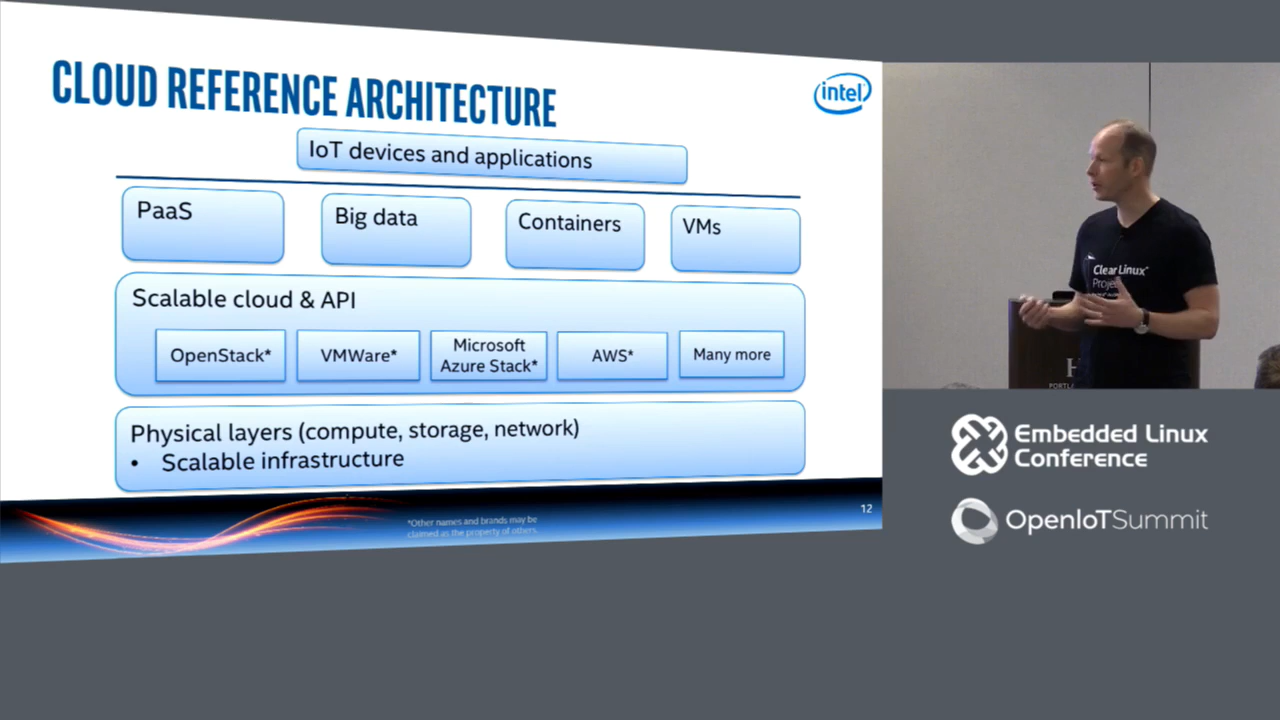 CLOUD REFERENCE ARCHITECTURE
intel
IoT devices and applications
PaaS
Big data
Containers
VMs
Scalable cloud & API
OpenStack*
VMWare*
Microsoft
Azure Stack*
AWS*
Many more
Physical layers (compute, storage, network)
• Scalable infrastructure
*Other names and brands may be
claimed as the property of others.
12
Clear Linux*
H
PORTLA
Embedded Linux
Conference
OpenIoTSummit